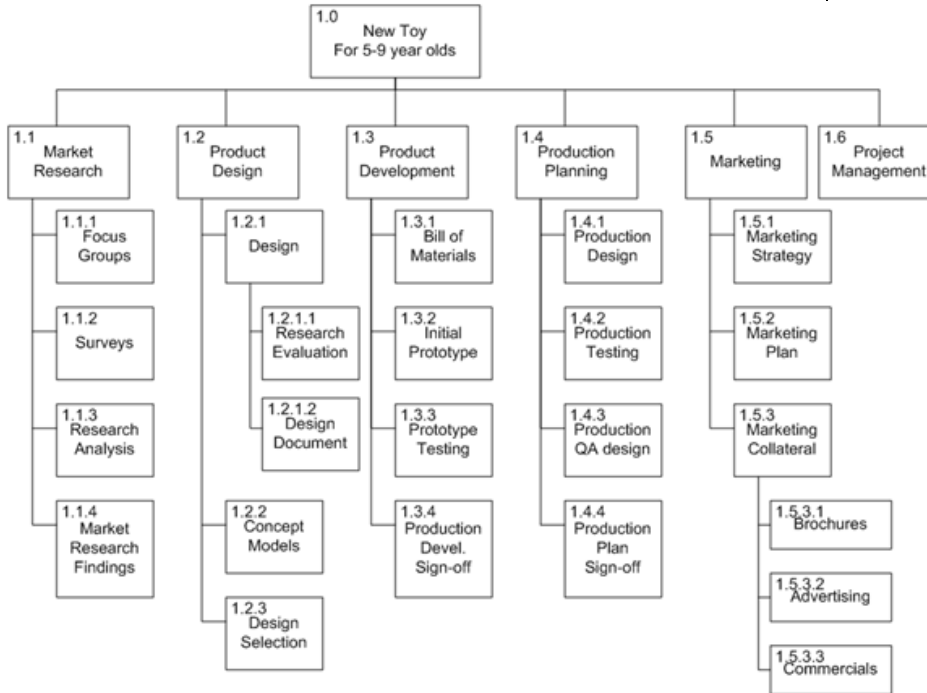 1.0
New Toy
For 5-9 year olds
1.1
Market
Research
1.2
Product
Design
1.3
Product
Development
1.4
Production
Planning
1.5
Marketing
1.6
Project
Management
1.1.1
Focus
Groups
1.1.2
Surveys
1.1.3
Research
Analysis
1.1.4
Market
Research
Findings
1.2.1
Design
1.2.1.1
Research
Evaluation
1.2.1.2
Design
Document
1.2.2
Concept
Models
1.2.3
Design
Selection
1.3.1
Bill of
Materials
1.3.2
Initial
Prototype
1.3.3
Prototype
Testing
1.3.4
Production
Devel.
Sign-off
1.4.1
Production
Design
1.4.2
Production
Testing
1.4.3
Production
QA design
1.4.4
Production
Plan
Sign-off
1.5.1
Marketing
Strategy
1.5.2
Marketing
Plan
1.5.3
Marketing
Collateral
1.5.3.1
Brochures
1.5.3.2
Advertising
1.5.3.3
Commercials